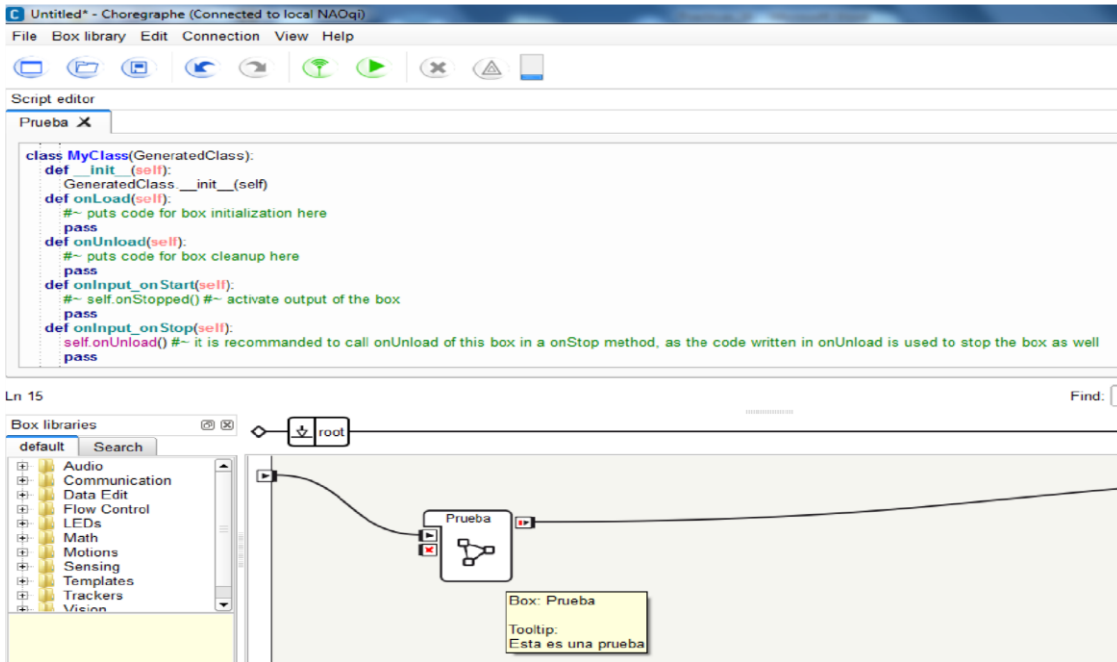 Untitled* - Choregraphe (Connected to local NAOqi)
File Box library Edit Connection View Help
Script editor
Prueba
class MyClass(GeneratedClass):
def __init__(self):
GeneratedClass.__init__(self)
def onLoad(self):
#~ puts code for box initialization here
pass
def onUnload(self):
#~ puts code for box cleanup here
pass
def onInput_onStart(self):
#~ self.onStopped() #~ activate output of the box
pass
def onInput_onStop(self):
self.onUnload() #~ it is recommanded to call onUnload of this box in a onStop method, as the code written in onUnload is used to stop the box as well
pass
Ln 15
Find:
Box libraries
default Search
Audio
Communication
Data Edit
Flow Control
LEDs
Math
Motions
Sensing
Templates
Trackers
Vision
root
Prueba
Box: Prueba
Tooltip:
Esta es una prueba